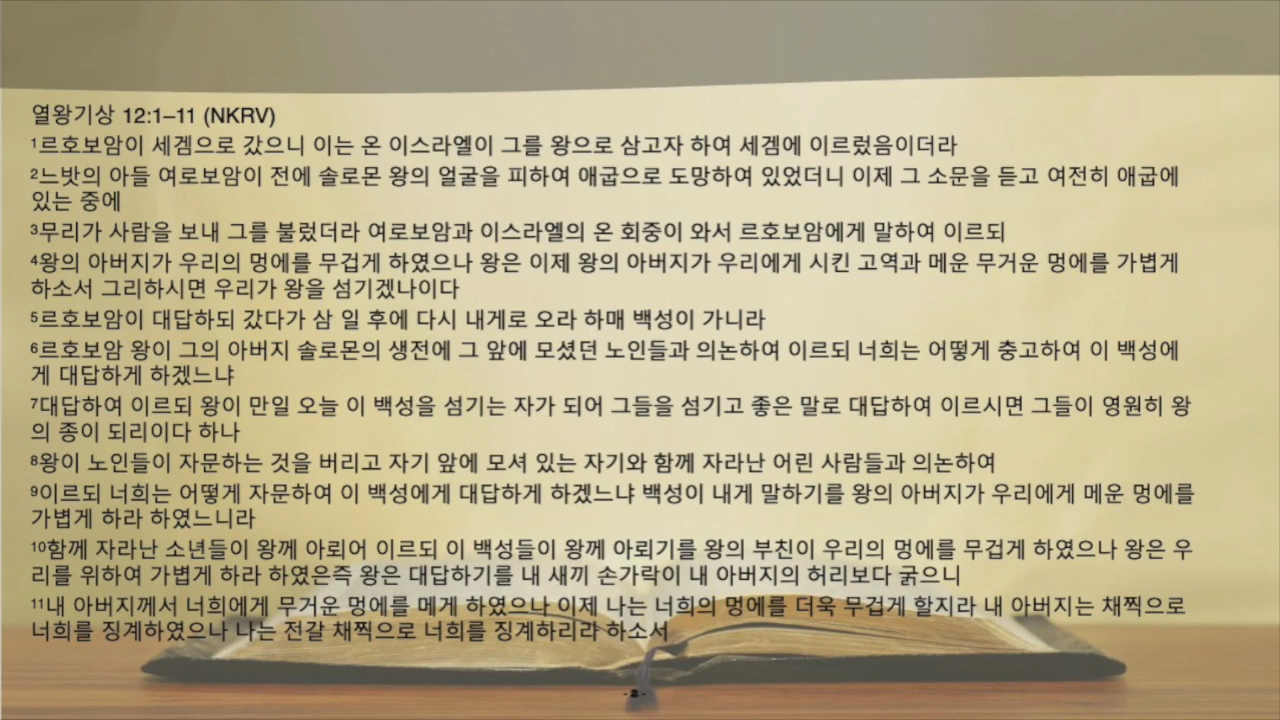 열왕기상 12:1–11 (NKRV)
¹르호보암이 세겜으로 갔으니 이는 온 이스라엘이 그를 왕으로 삼고자 하여 세겜에 이르렀음이더라
²느밧의 아들 여로보암이 전에 솔로몬 왕의 얼굴을 피하여 애굽으로 도망하여 있었더니 이제 그 소문을 듣고 여전히 애굽에
있는 중에
³무리가 사람을 보내 그를 불렀더라 여로보암과 이스라엘의 온 회중이 와서 르호보암에게 말하여 이르되
⁴왕의 아버지가 우리의 멍에를 무겁게 하였으나 왕은 이제 왕의 아버지가 우리에게 시킨 고역과 메운 무거운 멍에를 가볍게
하소서 그리하시면 우리가 왕을 섬기겠나이다
⁵르호보암이 대답하되 갔다가 삼 일 후에 다시 내게로 오라 하매 백성이 가니라
⁶르호보암 왕이 그의 아버지 솔로몬의 생전에 그 앞에 모셨던 노인들과 의논하여 이르되 너희는 어떻게 충고하여 이 백성에
게 대답하게 하겠느냐
⁷대답하여 이르되 왕이 만일 오늘 이 백성을 섬기는 자가 되어 그들을 섬기고 좋은 말로 대답하여 이르시면 그들이 영원히 왕
의 종이 되리이다 하나
⁸왕이 노인들이 자문하는 것을 버리고 자기 앞에 모셔 있는 자기와 함께 자라난 어린 사람들과 의논하여
⁹이르되 너희는 어떻게 자문하여 이 백성에게 대답하게 하겠느냐 백성이 내게 말하기를 왕의 아버지가 우리에게 메운 멍에를
가볍게 하라 하였느니라
¹⁰함께 자라난 소년들이 왕께 아뢰어 이르되 이 백성들이 왕께 아뢰기를 왕의 부친이 우리의 멍에를 무겁게 하였으나 왕은 우
리를 위하여 가볍게 하라 하였은즉 왕은 대답하기를 내 새끼 손가락이 내 아버지의 허리보다 굵으니
¹¹내 아버지께서 너희에게 무거운 멍에를 메게 하였으나 이제 나는 너희의 멍에를 더욱 무겁게 할지라 내 아버지는 채찍으로
너희를 징계하였으나 나는 전갈 채찍으로 너희를 징계하리라 하소서
- 2 -